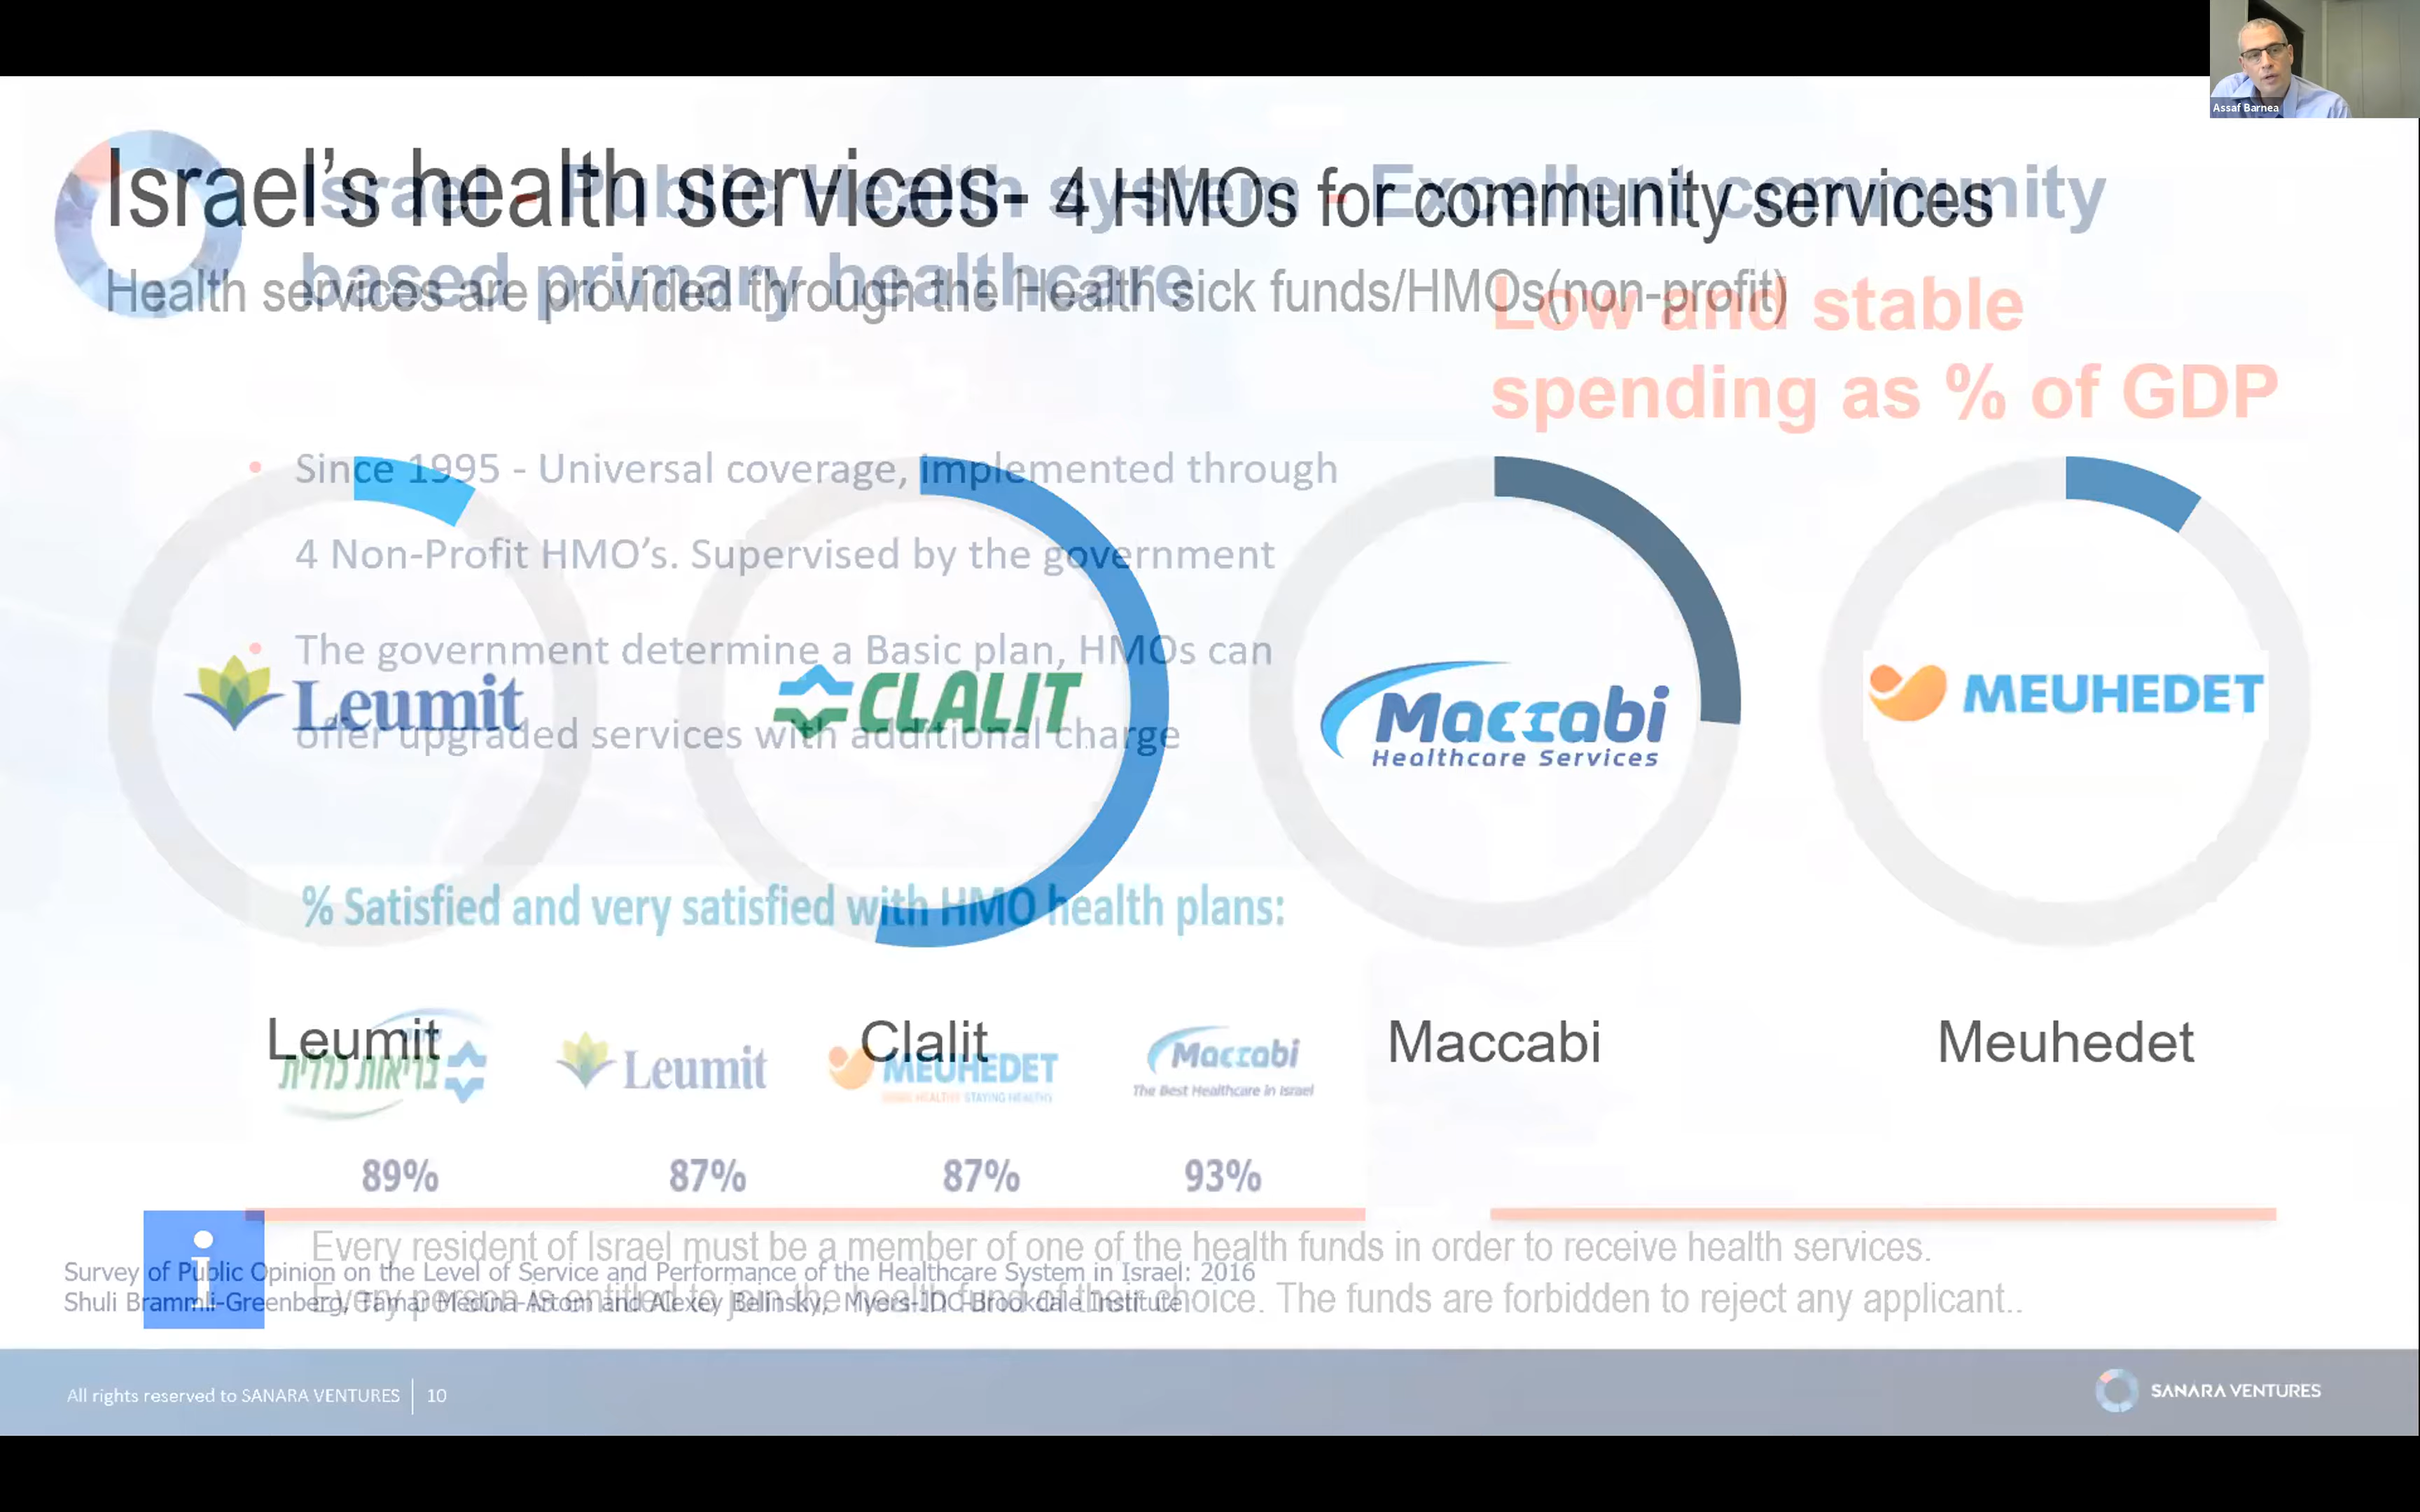 Assaf Barnea
Israel's health services- 4 HMOs for community services
Health services are provided through the Health sick funds/HMOs(non-profit)
Israel - Public Health system - Excellent community
based primary healthcare
Low and stable
spending as % of GDP
• Since 1995 - Universal coverage, implemented through
4 Non-Profit HMO's. Supervised by the government
• The government determine a Basic plan, HMOs can
offer upgraded services with additional charge
Leumit
CLALIT
Maccabi
Healthcare Services
MEUHEDET
% Satisfied and very satisfied with HMO health plans:
Leumit
Clalit
Maccabi
Meuhedet
בריאות כללית
Leumit
MEUHEDET
STAYING HEALTHY
Maccabi
The Best Healthcare in Israel
89%
87%
87%
93%
i
Every resident of Israel must be a member of one of the health funds in order to receive health services.
Every person is entitled to join the health fund of their choice. The funds are forbidden to reject any applicant..
Survey of Public Opinion on the Level of Service and Performance of the Healthcare System in Israel: 2016
Shuli Brammli-Greenberg, Tamar Medina-Artom and Alexey Belinsky, Myers-JDC-Brookdale Institute
All rights reserved to SANARA VENTURES | 10
SANARA VENTURES